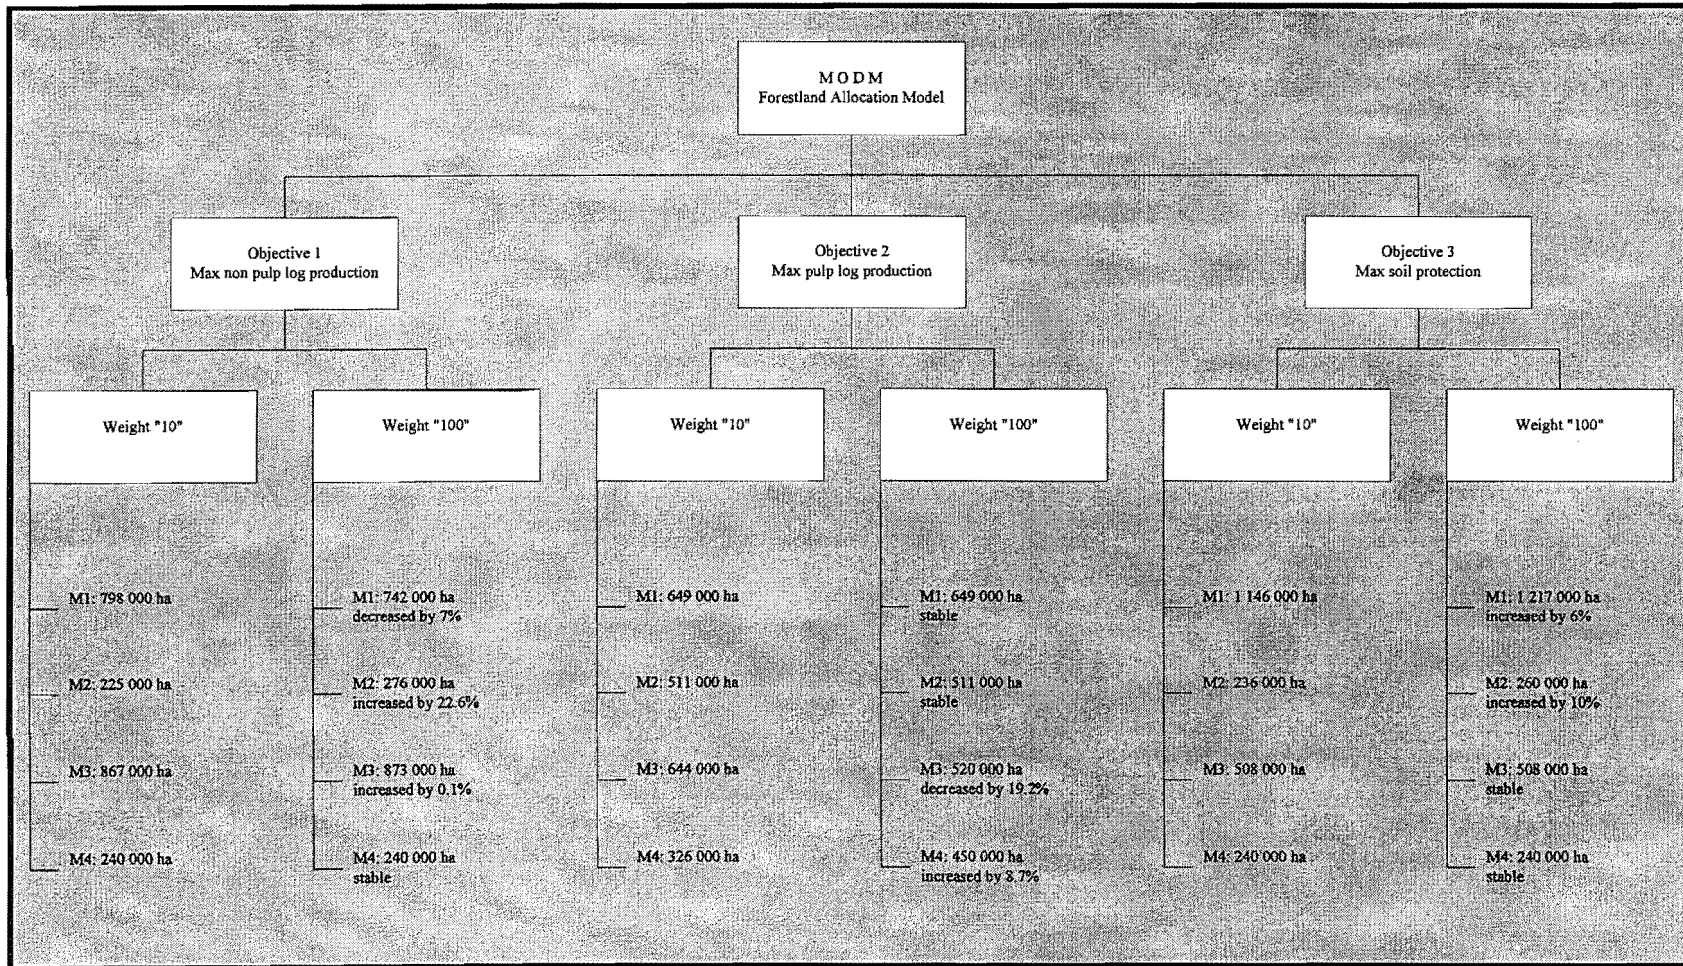 M O D M
Forestland Allocation Model
Objective 1
Max non pulp log production
Objective 2
Max pulp log production
Objective 3
Max soil protection
Weight "10"
Weight "100"
Weight "10"
Weight "100"
Weight "10"
Weight "100"
M1: 798 000 ha
M2: 225 000 ha
M3: 867 000 ha
M4: 240 000 ha
M1: 742 000 ha
decreased by 7%
M2: 276 000 ha
increased by 22.6%
M3: 873 000 ha
increased by 0.1%
M4: 240 000 ha
stable
M1: 649 000 ha
M2: 511 000 ha
M3: 644 000 ha
M4: 326 000 ha
M1: 649 000 ha
stable
M2: 511 000 ha
stable
M3: 520 000 ha
decreased by 19.2%
M4: 450 000 ha
increased by 8.7%
M1: 1 146 000 ha
M2: 236 000 ha
M3: 508 000 ha
M4: 240 000 ha
M1: 1 217 000 ha
increased by 6%
M2: 260 000 ha
increased by 10%
M3: 508 000 ha
stable
M4: 240 000 ha
stable